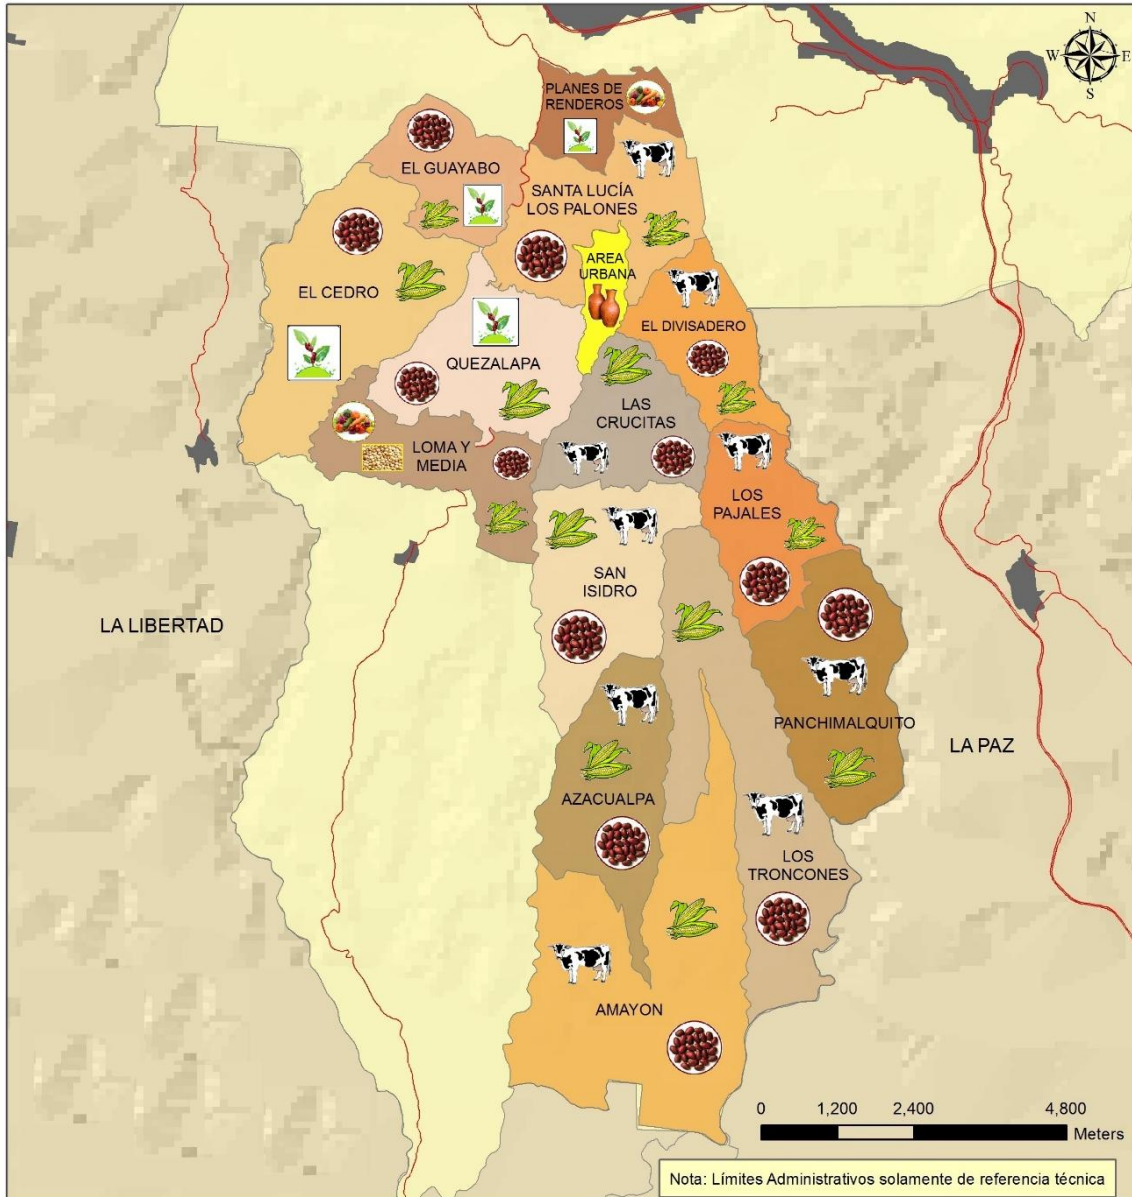 N
W
E
S
PLANES DE
RENDEROS
EL GUAYABO
SANTA LUCÍA
LOS PALONES
AREA
URBANA
EL CEDRO
EL DIVISADERO
QUEZALAPA
LAS
CRUCITAS
LOMA Y
MEDIA
LOS
PAJALES
SAN
ISIDRO
LA LIBERTAD
PANCHIMALQUITO
LA PAZ
AZACUALPA
LOS
TRONCONES
AMAYON
0 1,200 2,400 4,800
Meters
Nota: Límites Administrativos solamente de referencia técnica